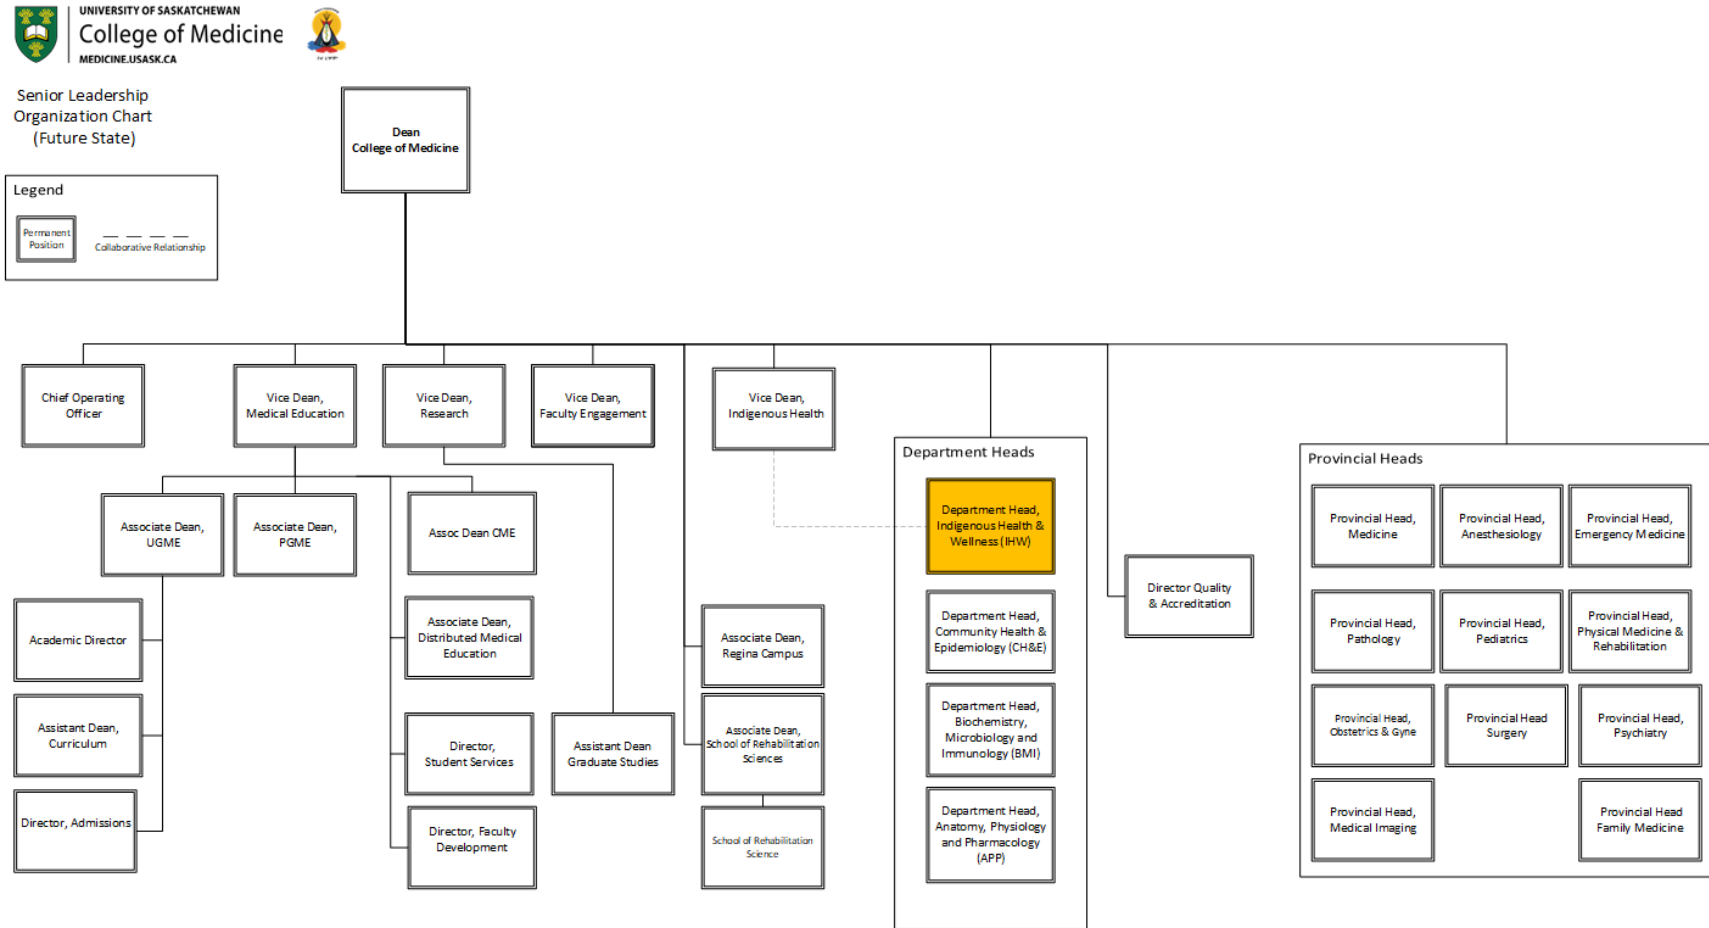 UNIVERSITY OF SASKATCHEWAN
College of Medicine
MEDICINE.USASK.CA
Senior Leadership
Organization Chart
(Future State)
Legend
Permanent
Position
Collaborative Relationship
Dean
College of Medicine
Chief Operating
Officer
Vice Dean,
Medical Education
Vice Dean,
Research
Vice Dean,
Faculty Engagement
Vice Dean,
Indigenous Health
Associate Dean,
UGME
Associate Dean,
PGME
Assoc Dean CME
Academic Director
Assistant Dean,
Curriculum
Director, Admissions
Associate Dean,
Distributed Medical
Education
Director,
Student Services
Director, Faculty
Development
Assistant Dean
Graduate Studies
Associate Dean,
Regina Campus
Associate Dean,
School of Rehabilitation
Sciences
School of Rehabilitation
Science
Department Heads
Department Head,
Indigenous Health &
Wellness (IHW)
Department Head,
Community Health &
Epidemiology (CH&E)
Department Head,
Biochemistry,
Microbiology and
Immunology (BMI)
Department Head,
Anatomy, Physiology
and Pharmacology
(APP)
Director Quality
& Accreditation
Provincial Heads
Provincial Head,
Medicine
Provincial Head,
Anesthesiology
Provincial Head,
Emergency Medicine
Provincial Head,
Pathology
Provincial Head,
Pediatrics
Provincial Head,
Physical Medicine &
Rehabilitation
Provincial Head,
Obstetrics & Gyne
Provincial Head
Surgery
Provincial Head,
Psychiatry
Provincial Head,
Medical Imaging
Provincial Head
Family Medicine